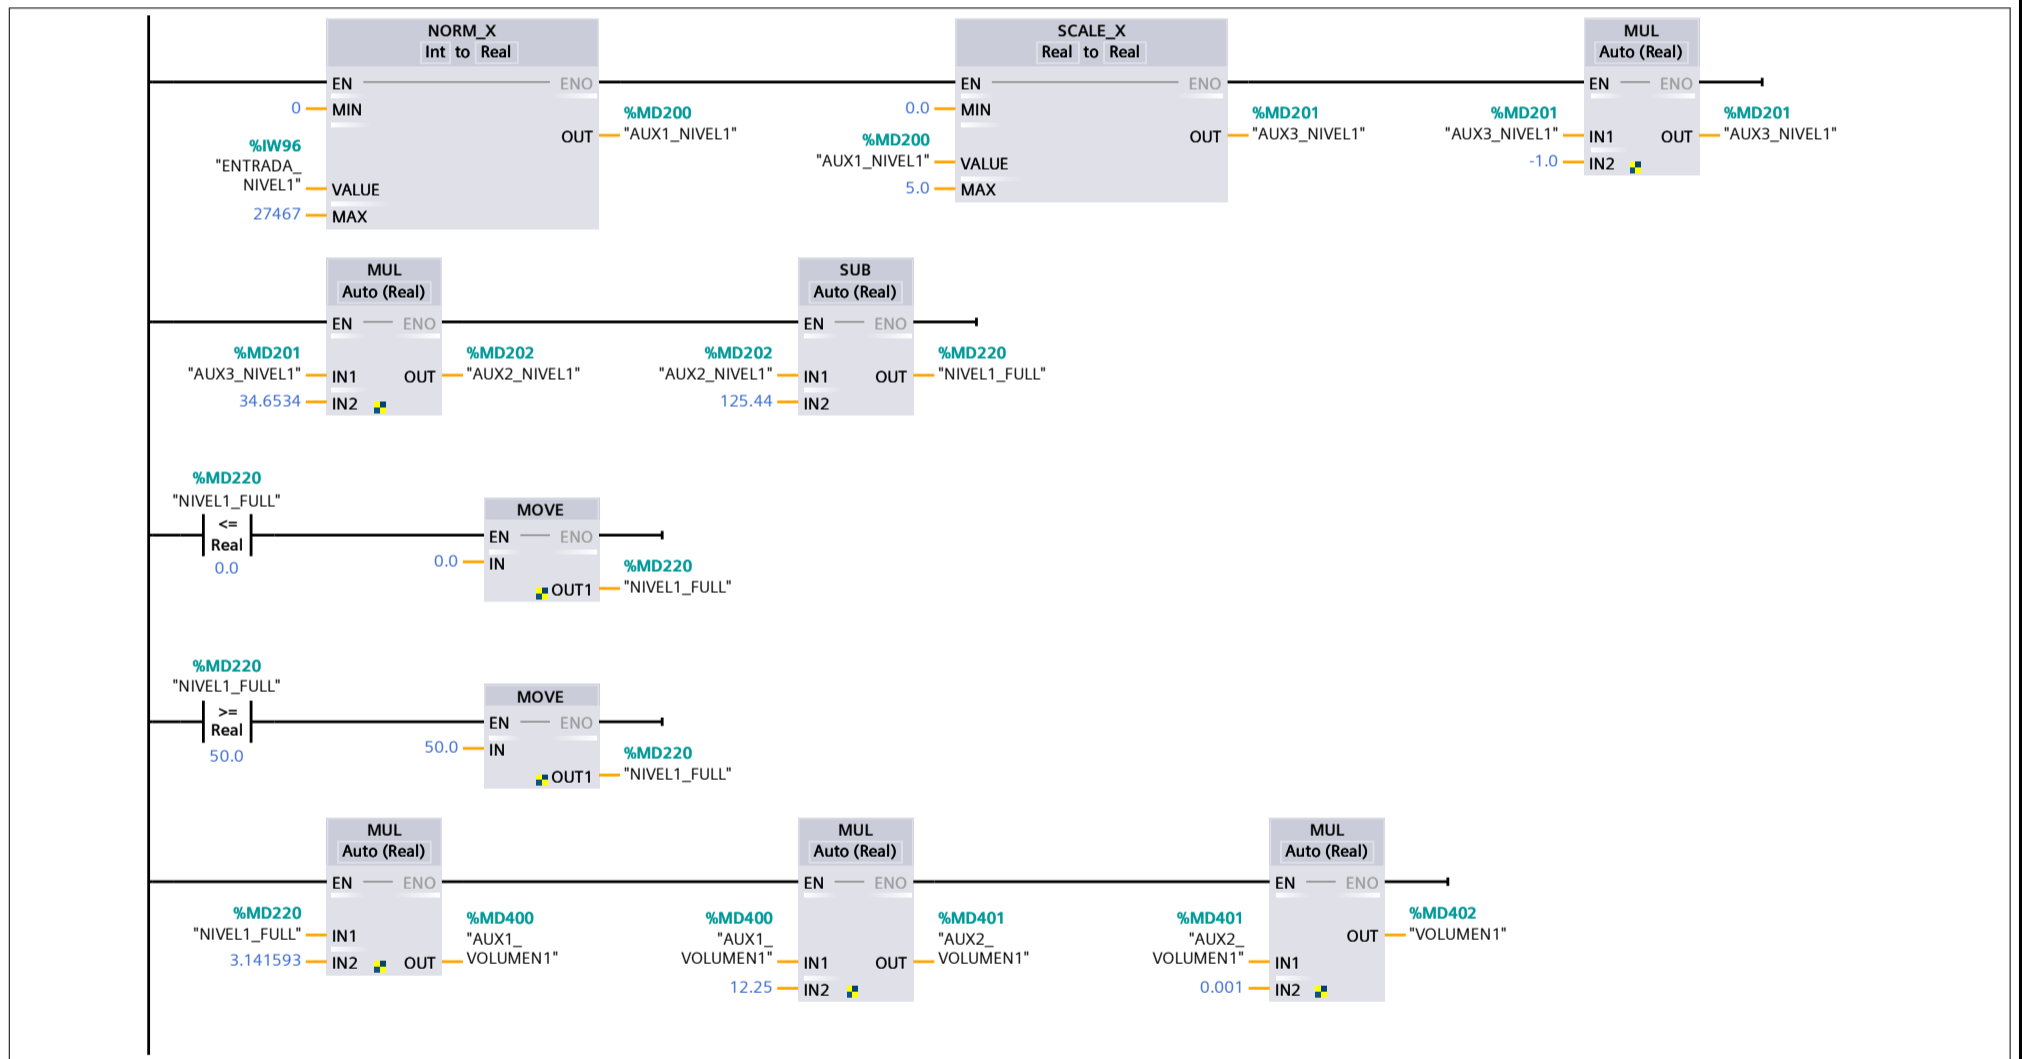 NORM_X
Int to Real
EN ENO
0 MIN
%MD200
"AUX1_NIVEL1"
OUT
%IW96
"ENTRADA_
NIVEL1"
VALUE
27467 MAX
SCALE_X
Real to Real
EN ENO
0.0 MIN
%MD201
"AUX3_NIVEL1"
OUT
%MD200
"AUX1_NIVEL1"
VALUE
5.0 MAX
MUL
Auto (Real)
EN ENO
%MD201
"AUX3_NIVEL1"
IN1 OUT
%MD201
"AUX3_NIVEL1"
-1.0 IN2
MUL
Auto (Real)
EN ENO
%MD201
"AUX3_NIVEL1"
IN1 OUT
%MD202
"AUX2_NIVEL1"
34.6534 IN2
SUB
Auto (Real)
EN ENO
%MD202
"AUX2_NIVEL1"
IN1 OUT
%MD220
"NIVEL1_FULL"
125.44 IN2
%MD220
"NIVEL1_FULL"
<=
Real
0.0
MOVE
EN ENO
0.0 IN
%MD220
OUT1 "NIVEL1_FULL"
%MD220
"NIVEL1_FULL"
>=
Real
50.0
MOVE
EN ENO
50.0 IN
%MD220
OUT1 "NIVEL1_FULL"
MUL
Auto (Real)
EN ENO
%MD220
"NIVEL1_FULL" IN1
3.141593 IN2 OUT
%MD400
"AUX1_
VOLUMEN1"
MUL
Auto (Real)
EN ENO
%MD400
"AUX1_
VOLUMEN1"
IN1 OUT
%MD401
"AUX2_
VOLUMEN1"
12.25 IN2
MUL
Auto (Real)
EN ENO
%MD401
"AUX2_
VOLUMEN1"
IN1
OUT
%MD402
"VOLUMEN1"
0.001 IN2